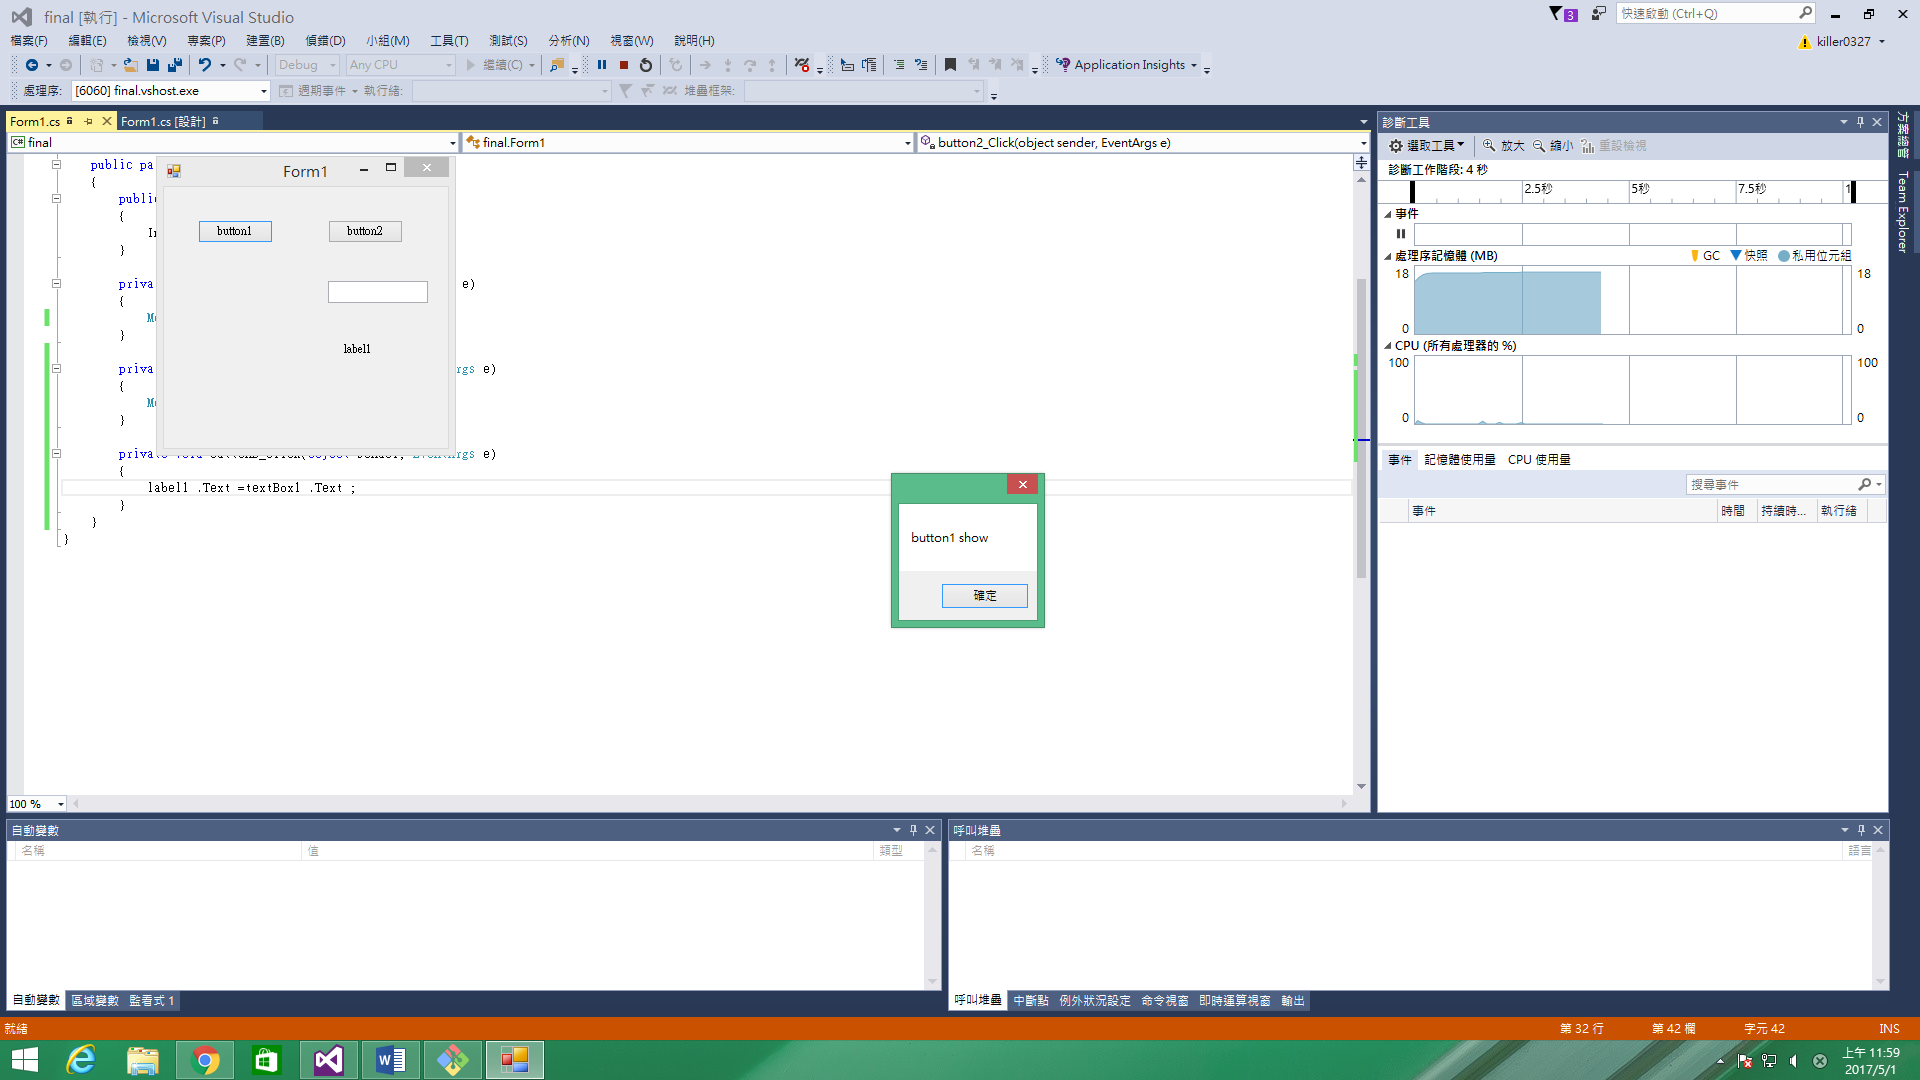 final [執行] - Microsoft Visual Studio
3
快速啟動 (Ctrl+Q)
檔案(F) 編輯(E) 檢視(V) 專案(P) 建置(B) 偵錯(D) 小組(M) 工具(T) 測試(S) 分析(N) 視窗(W) 說明(H)
killer0327
Debug Any CPU 繼續(C) Application Insights
處理序: [6060] final.vshost.exe 週期事件 執行緒: 堆疊框架:
Form1.cs Form1.cs [設計]
final final.Form1 button2_Click(object sender, EventArgs e)
public pa
{
publi
{
In
}
priva e)
{
Me
}
priva rgs e)
{
Me
}
e)
{
label1 .Text =textBox1 .Text ;
}
}
}
Form1
button1 button2
label1
button1 show
確定
100 %
診斷工具
選取工具 放大 縮小 重設檢視
診斷工作階段: 4 秒
2.5秒 5秒 7.5秒 1
事件
處理序記憶體 (MB) GC 快照 私用位元組
18 18
0 0
CPU (所有處理器的 %)
100 100
0 0
事件 記憶體使用量 CPU 使用量
搜尋事件
事件 時間 持續時... 執行緒
方案總管
Team Explorer
自動變數
名稱 值 類型
自動變數 區域變數 監看式 1
呼叫堆疊
名稱 語言
呼叫堆疊 中斷點 例外狀況設定 命令視窗 即時運算視窗 輸出
就緒 第 32 行 第 42 欄 字元 42 INS
上午 11:59
2017/5/1